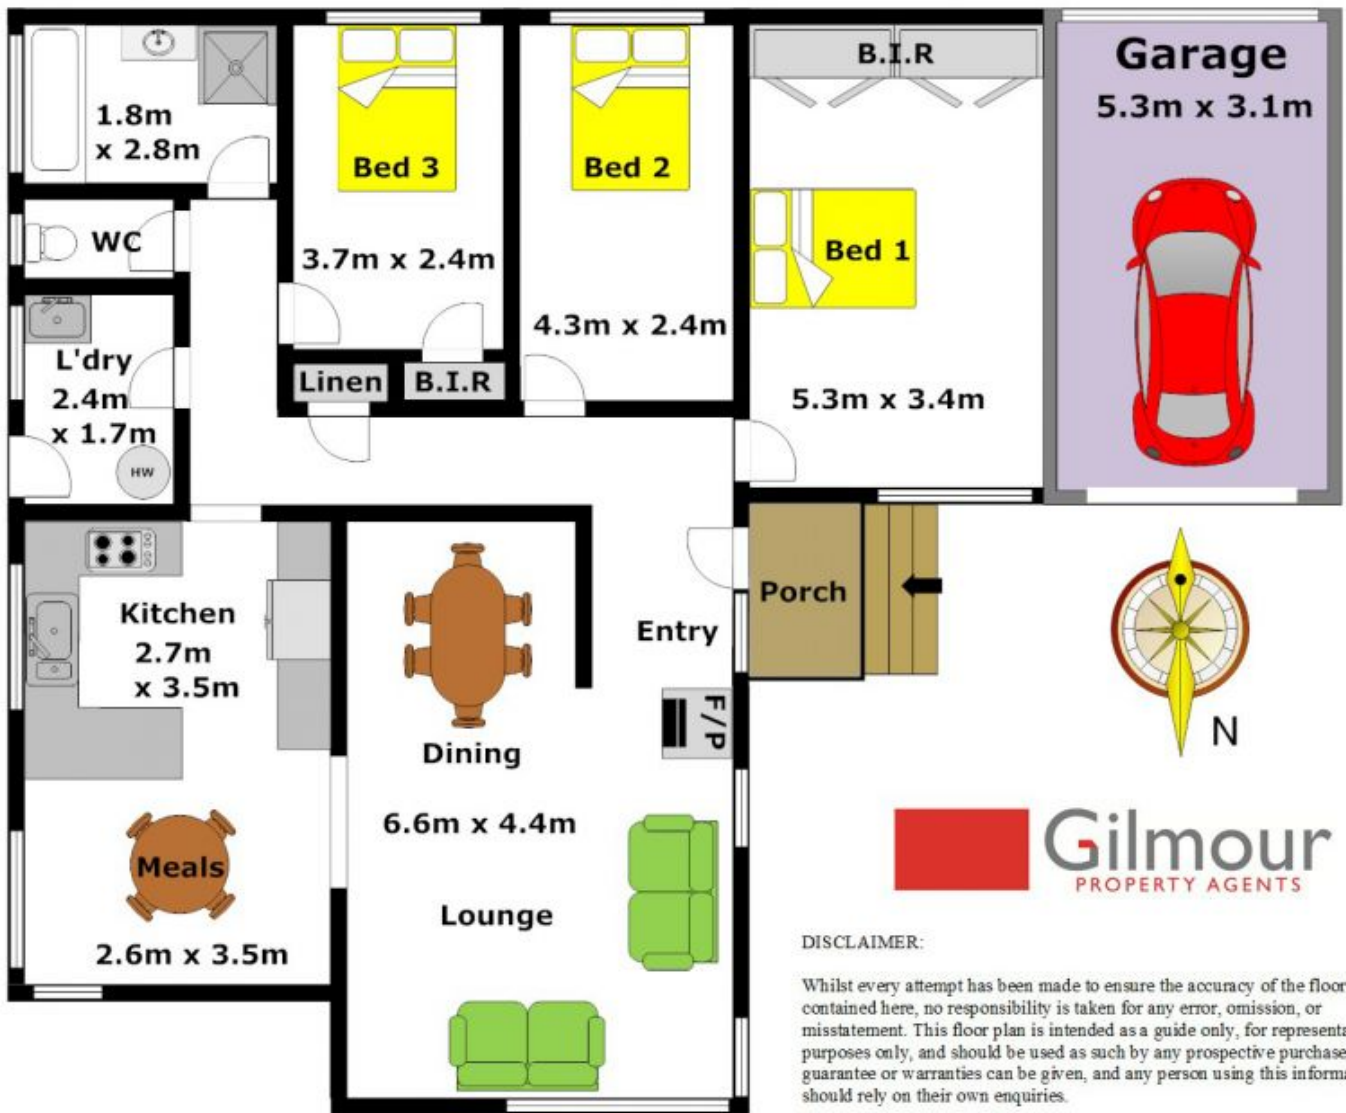 1.8m
x 2.8m
Bed 3
3.7m x 2.4m
Bed 2
4.3m x 2.4m
B.I.R
Bed 1
5.3m x 3.4m
Garage
5.3m x 3.1m
WC
L'dry
2.4m
x 1.7m
HW
Linen
B.I.R
Kitchen
2.7m
x 3.5m
Meals
2.6m x 3.5m
Dining
6.6m x 4.4m
Lounge
Entry
F/P
Porch
N
Gilmour
PROPERTY AGENTS
DISCLAIMER:
Whilst every attempt has been made to ensure the accuracy of the floor
contained here, no responsibility is taken for any error, omission, or
misstatement. This floor plan is intended as a guide only, for representa
purposes only, and should be used as such by any prospective purchase
guarantee or warranties can be given, and any person using this informa
should rely on their own enquiries.